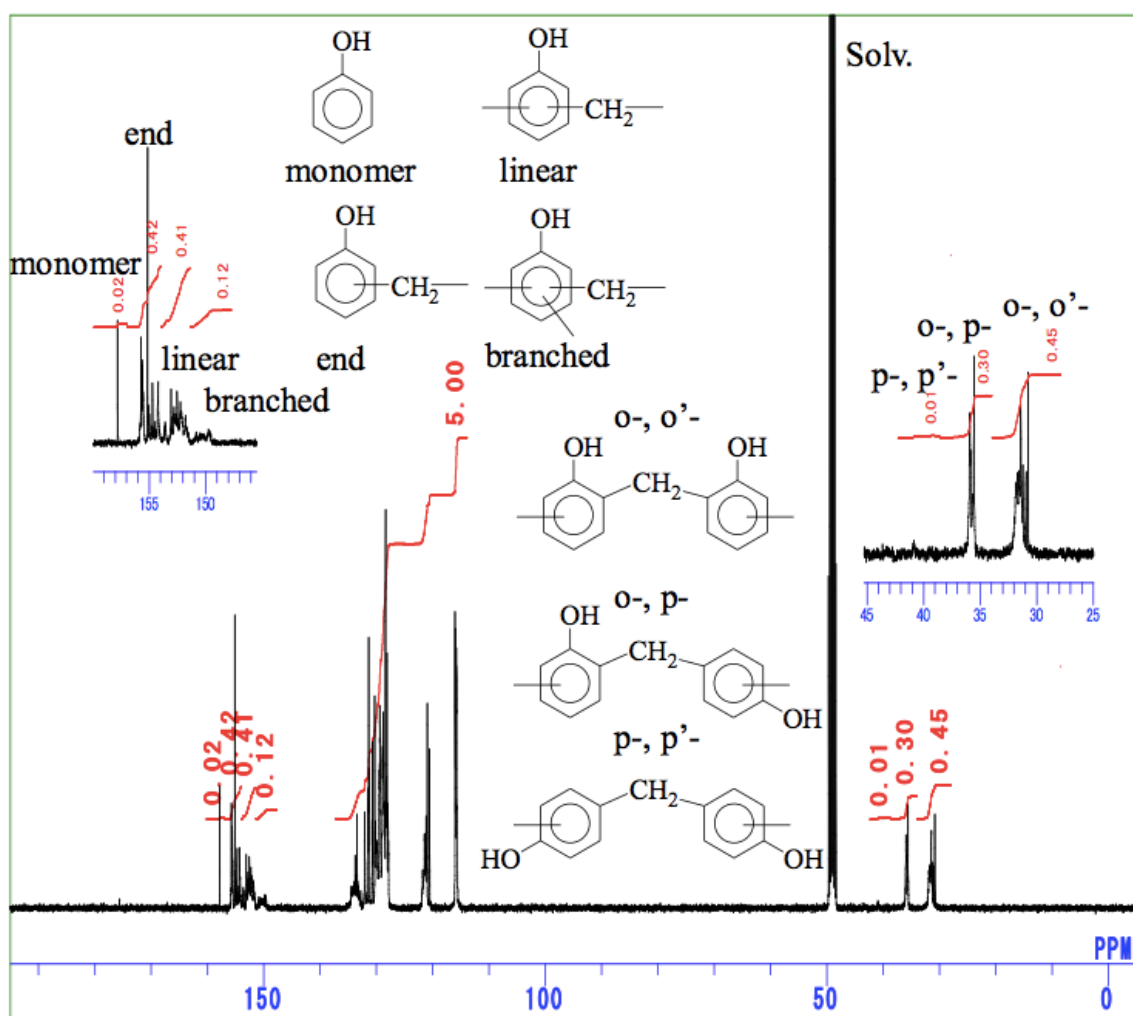 OH
monomer
OH
CH2
linear
OH
CH2
end
OH
CH2
branched
Solv.
end
monomer
linear
branched
0.02
0.42
0.41
0.12
155
150
5.00
o-, o’-
OH
CH2
OH
o-, p-
OH
CH2
OH
p-, p’-
HO
CH2
OH
o-, o’-
o-, p-
p-, p’-
0.01
0.30
0.45
45
40
35
30
25
0.02
0.42
0.41
0.12
0.01
0.30
0.45
PPM
150
100
50
0